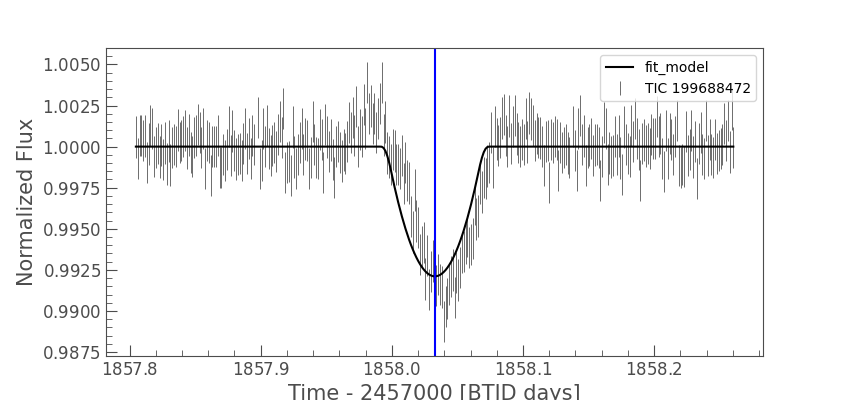 1.0050
1.0025
1.0000
0.9975
0.9950
0.9925
0.9900
0.9875
Normalized Flux
fit_model
TIC 199688472
1857.8 1857.9 1858.0 1858.1 1858.2
Time - 2457000 [BTJD days]